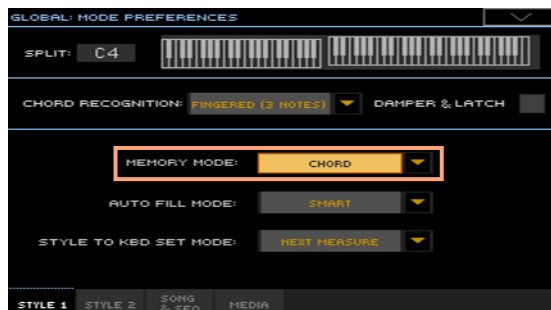 GLOBAL: MODE PREFERENCES
SPLIT: C4
CHORD RECOGNITION: FINGERED (3 NOTES) DAMPER & LATCH
MEMORY MODE: CHORD
AUTO FILL MODE: SMART
STYLE TO KBD SET MODE: NEXT MEASURE
STYLE 1 STYLE 2 SONG & SEQ MEDIA